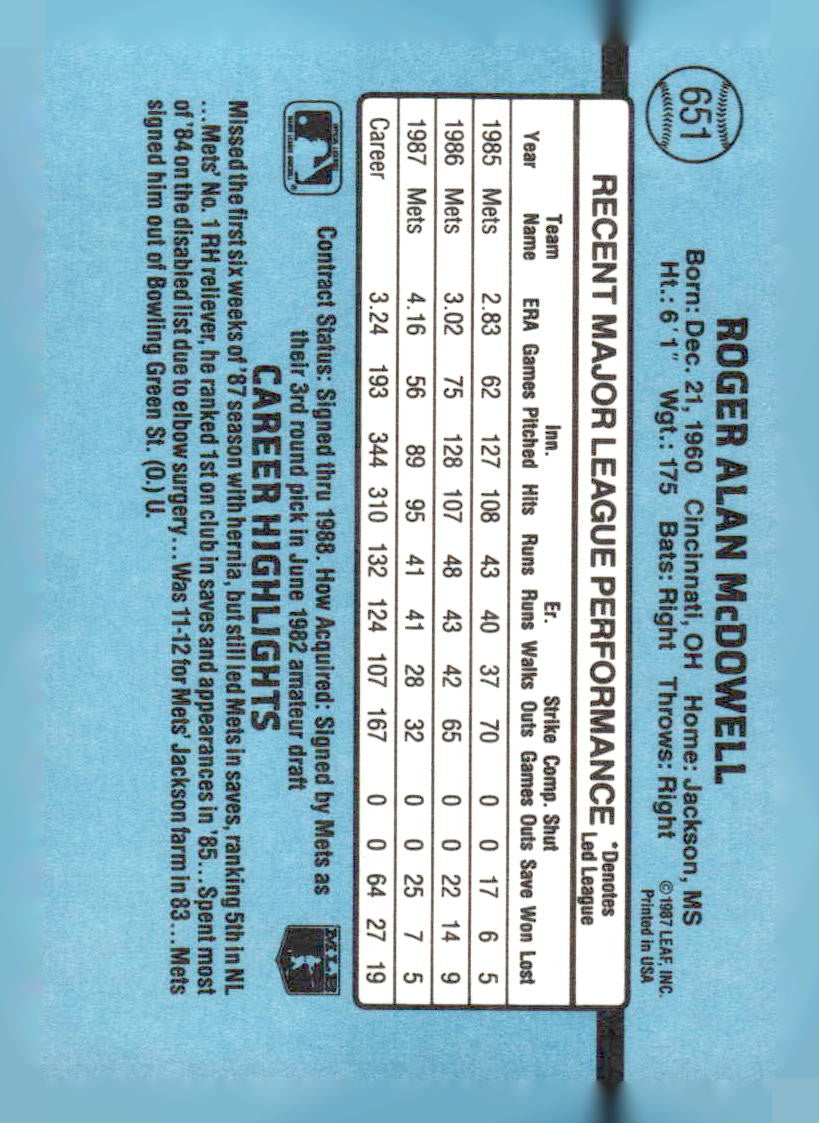 651
ROGER ALAN McDOWELL
Born: Dec. 21, 1960 Cincinnati, OH Home: Jackson, MS
Ht.: 6'1" Wgt.: 175 Bats: Right Throws: Right
©1987 LEAF, INC.
Printed in USA
RECENT MAJOR LEAGUE PERFORMANCE *Denotes Led League
Team Inn. Er. Strike Comp. Shut
Year Name ERA Games Pitched Hits Runs Runs Walks Outs Games Outs Save Won Lost
1985 Mets 2.83 62 127 108 43 40 37 70 0 0 17 6 5
1986 Mets 3.02 75 128 107 48 43 42 65 0 0 22 14 9
1987 Mets 4.16 56 89 95 41 41 28 32 0 0 25 7 5
Career 3.24 193 344 310 132 124 107 167 0 0 64 27 19
Contract Status: Signed thru 1988. How Acquired: Signed by Mets as
their 3rd round pick in June 1982 amateur draft
MLB
CAREER HIGHLIGHTS
Missed the first six weeks of '87 season with hernia, but still led Mets in saves, ranking 5th in NL
...Mets' No. 1 RH reliever, he ranked 1st on club in saves and appearances in '85...Spent most
of '84 on the disabled list due to elbow surgery...Was 11-12 for Mets' Jackson farm in 83...Mets
signed him out of Bowling Green St. (O.) U.